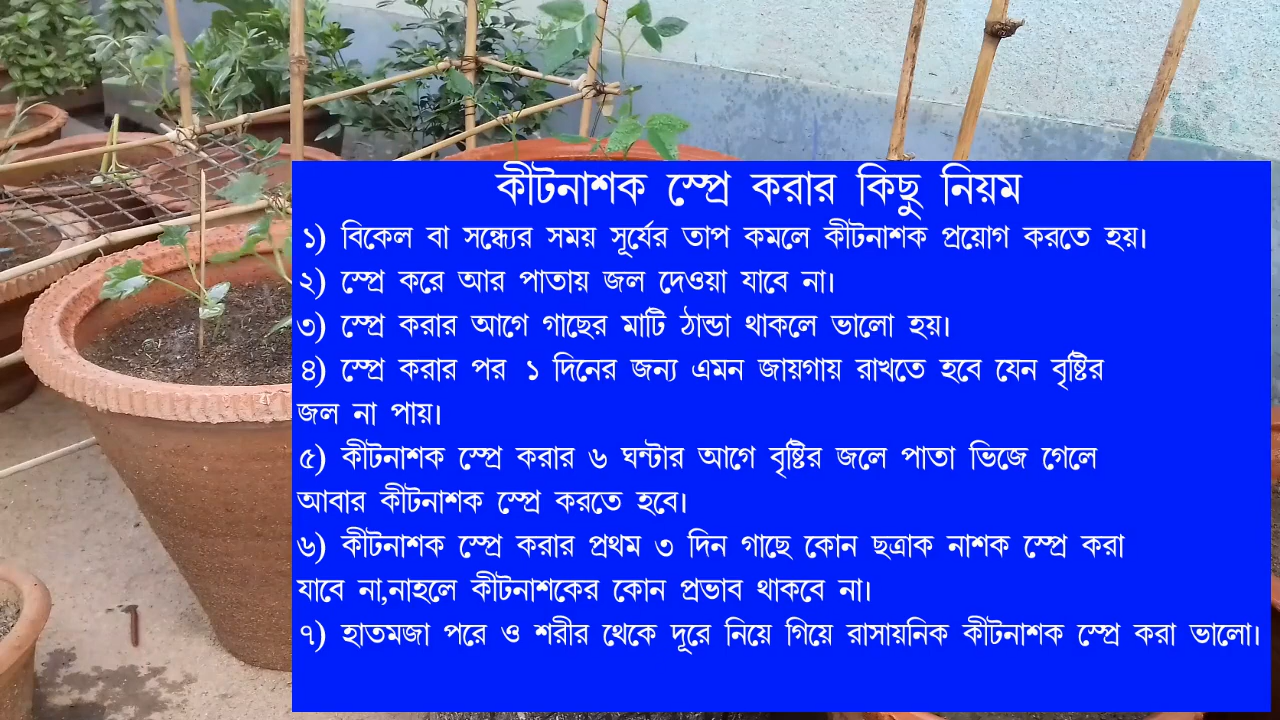 কীটনাশক স্প্রে করার কিছু নিয়ম
১) বিকেল বা সন্ধ্যের সময় সূর্যের তাপ কমলে কীটনাশক প্রয়োগ করতে হয়।
২) স্প্রে করে আর পাতায় জল দেওয়া যাবে না।
৩) স্প্রে করার আগে গাছের মাটি ঠান্ডা থাকলে ভালো হয়।
৪) স্প্রে করার পর ১ দিনের জন্য এমন জায়গায় রাখতে হবে যেন বৃষ্টির
জল না পায়।
৫) কীটনাশক স্প্রে করার ৬ ঘন্টার আগে বৃষ্টির জলে পাতা ভিজে গেলে
আবার কীটনাশক স্প্রে করতে হবে।
৬) কীটনাশক স্প্রে করার প্রথম ৩ দিন গাছে কোন ছত্রাক নাশক স্প্রে করা
যাবে না,নাহলে কীটনাশকের কোন প্রভাব থাকবে না।
৭) হাতমজা পরে ও শরীর থেকে দূরে নিয়ে গিয়ে রাসায়নিক কীটনাশক স্প্রে করা ভালো।